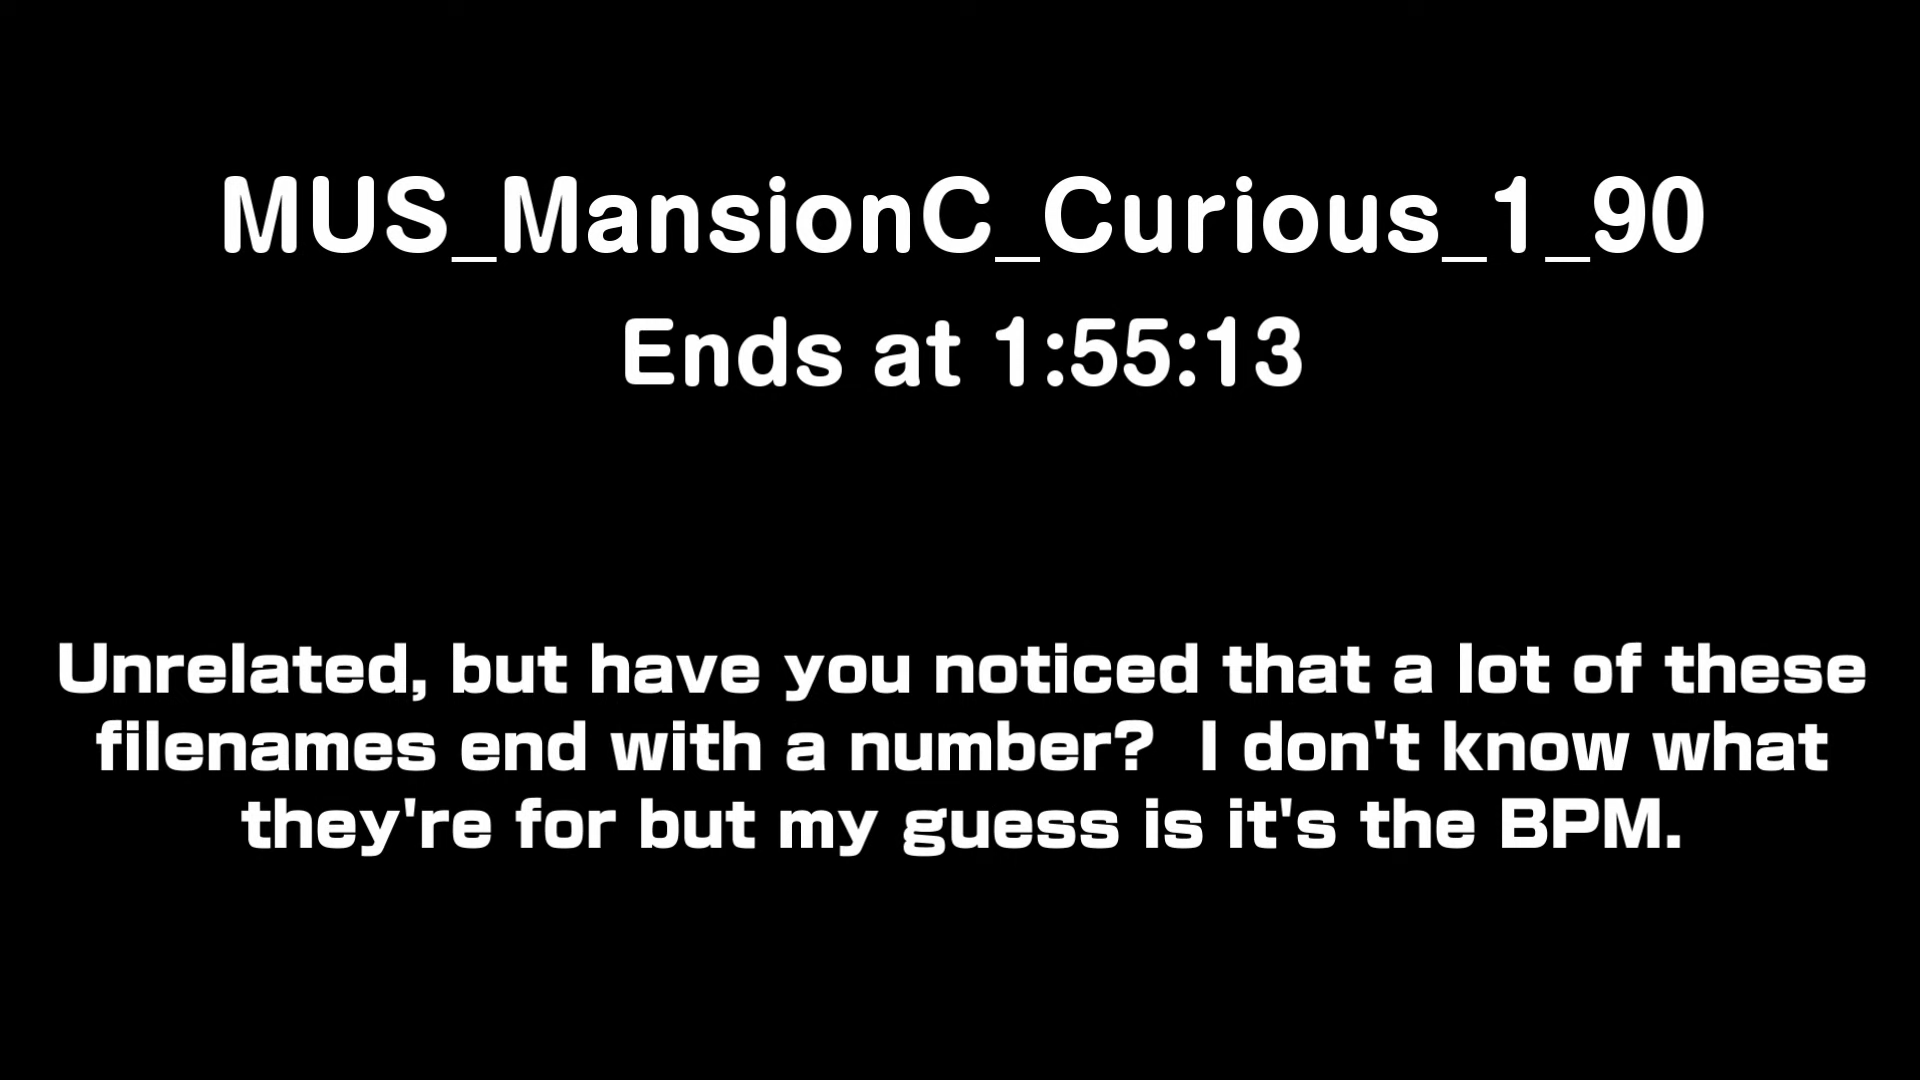 MUS_MansionC_Curious_1_90
Ends at 1:55:13
Unrelated, but have you noticed that a lot of these
filenames end with a number?  I don't know what
they're for but my guess is it's the BPM.